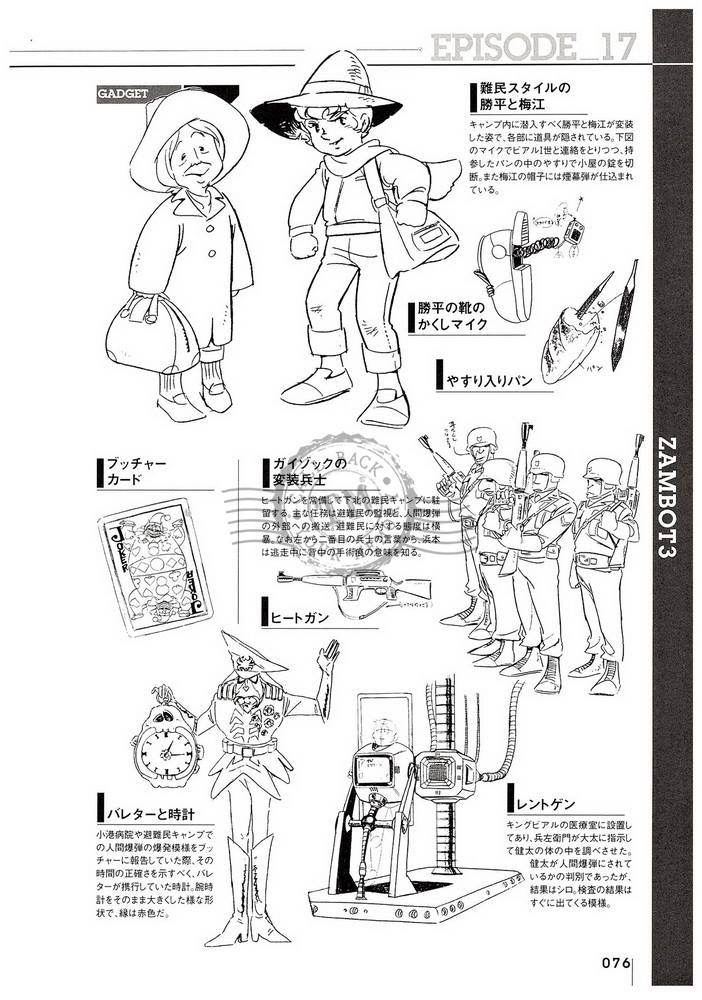 EPISODE_17
GADGET
難民スタイルの
勝平と梅江
キャンプ内に潜入すべく勝平と梅江が変装
した姿で、各部に道具が隠されている。下図
のマイクでビアルI世と連絡をとりつつ、持
参したパンの中のやすりで小屋の錠を切
断。また梅江の帽子には煙幕弾が仕込まれ
ている。
勝平の靴の
かくしマイク
やすり入りパン
パン
ブッチャー
カード
JOKER
JOKER
ガイゾックの
変装兵士
ヒートガンを常備して下北の難民キャンプに駐
留する。主な任務は避難民の監視と、人間爆弾
の外部への搬送。避難民に対する態度は横
暴。なお左から二番目の兵士の言葉から、浜本
は逃走中に背中の手術痕の意味を知る。
ヒートガン
BACK
ZAMBOT3
バレターと時計
小港病院や避難民キャンプで
の人間爆弾の爆発模様をブッ
チャーに報告していた際、その
時間の正確さを示すべく、バレ
ターが携行していた時計。腕時
計をそのまま大きくした様な形
状で、縁は赤色だ。
レントゲン
キングビアルの医療室に設置し
てあり、兵左衛門が大太に指示し
て健太の体の中を調べさせた。
健太が人間爆弾にされて
いるかの判別であったが、
結果はシロ。検査の結果は
すぐに出てくる模様。
076